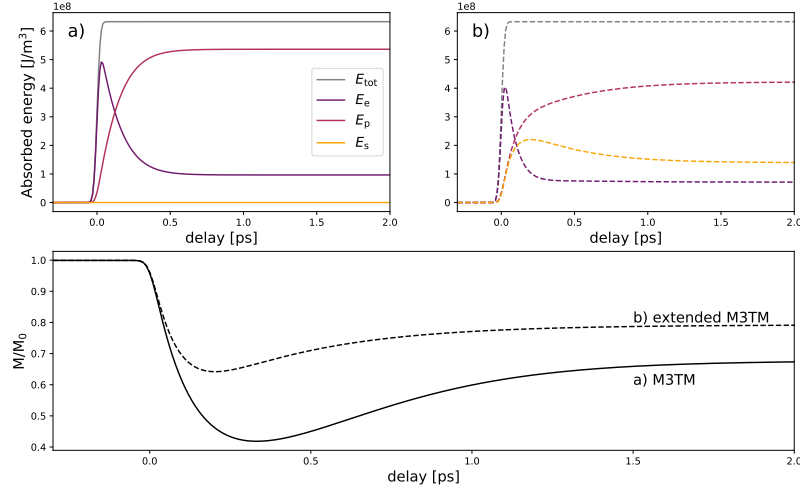 1e8
a)
Absorbed energy [J/m³]
6
5
4
3
2
1
0
E_tot
E_e
E_p
E_s
0.0 0.5 1.0 1.5 2.0
delay [ps]
1e8
b)
6
5
4
3
2
1
0
0.0 0.5 1.0 1.5 2.0
delay [ps]
M/M₀
1.0
0.9
0.8
0.7
0.6
0.5
0.4
b) extended M3TM
a) M3TM
0.0 0.5 1.0 1.5 2.0
delay [ps]